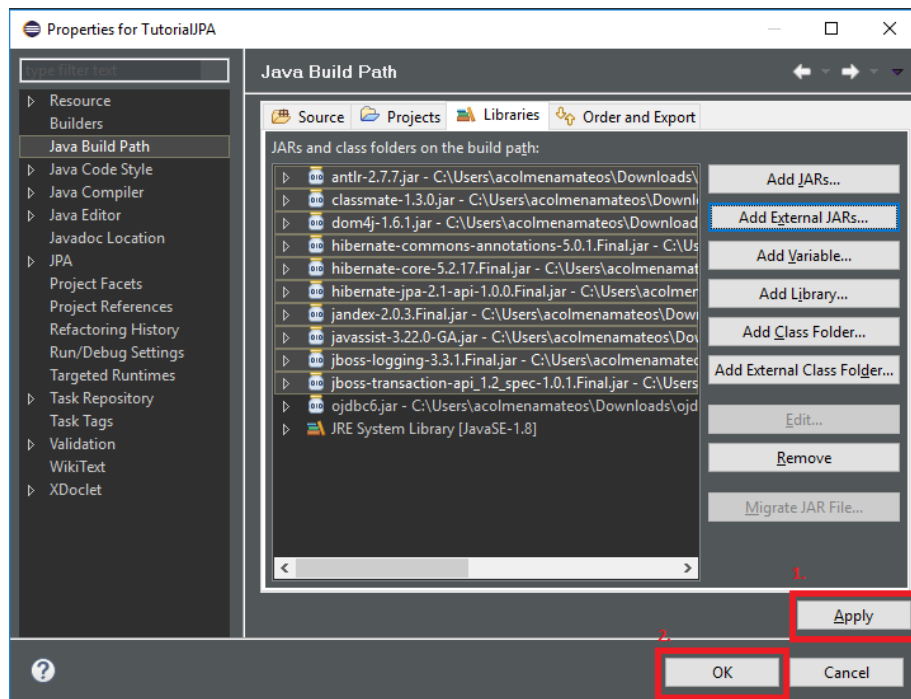 Properties for TutorialJPA
type filter text
Resource
Builders
Java Build Path
Java Code Style
Java Compiler
Java Editor
Javadoc Location
JPA
Project Facets
Project References
Refactoring History
Run/Debug Settings
Targeted Runtimes
Task Repository
Task Tags
Validation
WikiText
XDoclet
Java Build Path
Source
Projects
Libraries
Order and Export
JARs and class folders on the build path:
antlr-2.7.7.jar - C:\Users\acolmenamateos\Downloads\
classmate-1.3.0.jar - C:\Users\acolmenamateos\Downl
dom4j-1.6.1.jar - C:\Users\acolmenamateos\Download
hibernate-commons-annotations-5.0.1.Final.jar - C:\Us
hibernate-core-5.2.17.Final.jar - C:\Users\acolmenamat
hibernate-jpa-2.1-api-1.0.0.Final.jar - C:\Users\acolmer
jandex-2.0.3.Final.jar - C:\Users\acolmenamateos\Dow
javassist-3.22.0-GA.jar - C:\Users\acolmenamateos\Do
jboss-logging-3.3.1.Final.jar - C:\Users\acolmenamatec
jboss-transaction-api_1.2_spec-1.0.1.Final.jar - C:\Users
ojdbc6.jar - C:\Users\acolmenamateos\Downloads\ojd
JRE System Library [JavaSE-1.8]
Add JARs...
Add External JARs...
Add Variable...
Add Library...
Add Class Folder...
Add External Class Folder...
Edit...
Remove
Migrate JAR File...
1.
Apply
2.
OK
Cancel